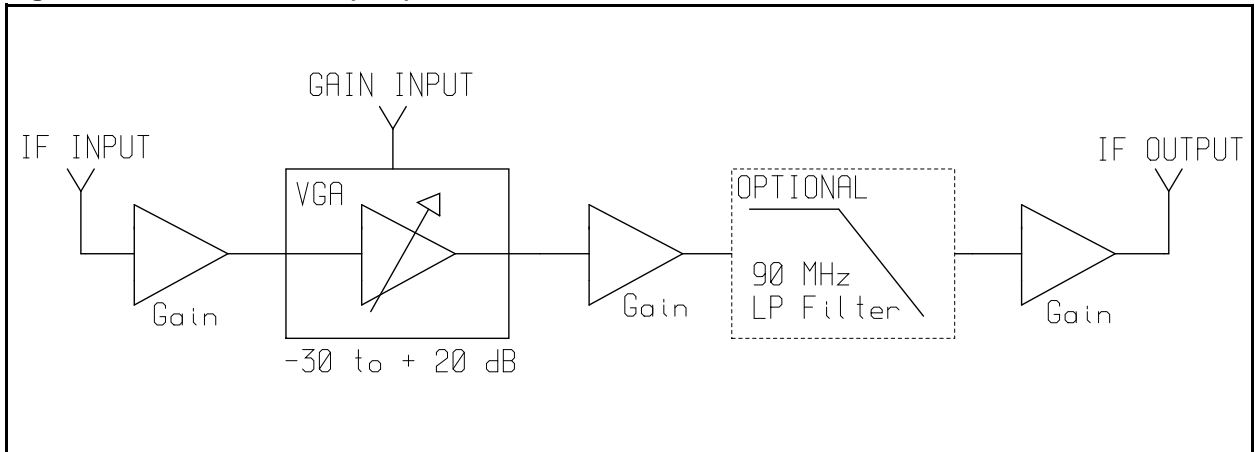 GAIN INPUT
IF INPUT
IF OUTPUT
VGA
OPTIONAL
90 MHz
LP Filter
Gain
Gain
Gain
-30 to + 20 dB